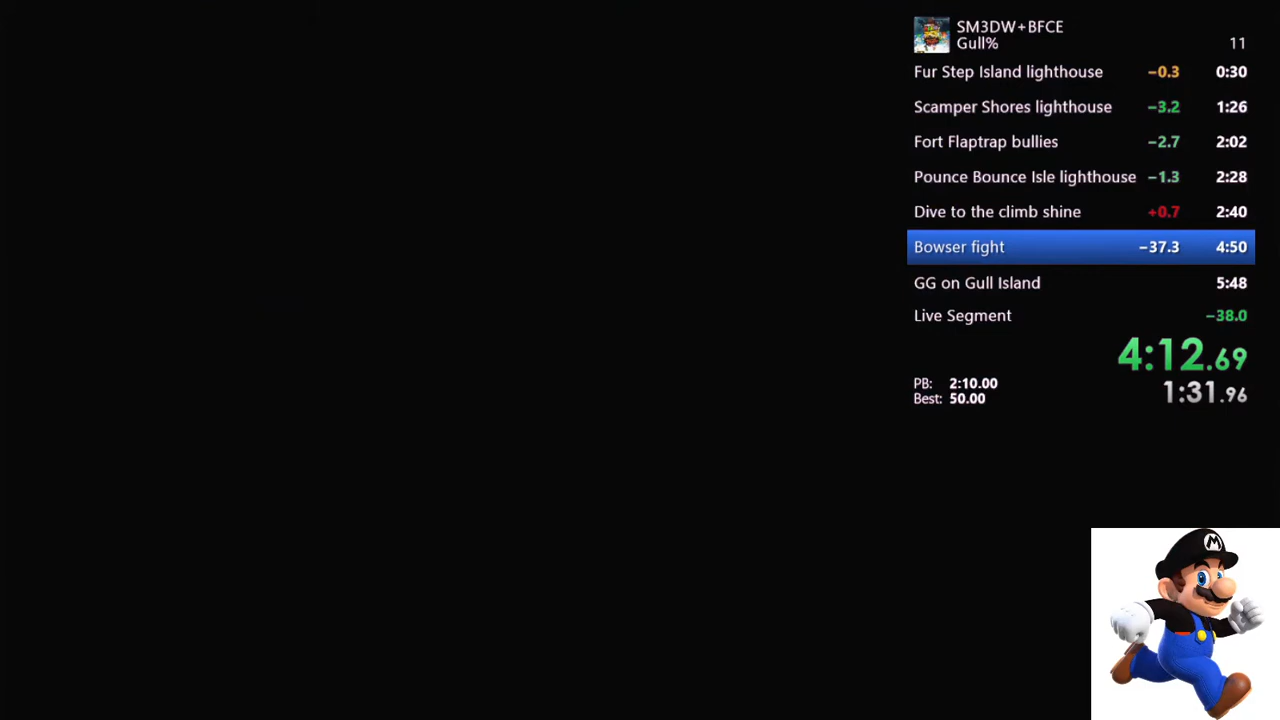 SM3DW+BFCE
Gull% 11
Fur Step Island lighthouse −0.3 0:30
Scamper Shores lighthouse −3.2 1:26
Fort Flaptrap bullies −2.7 2:02
Pounce Bounce Isle lighthouse −1.3 2:28
Dive to the climb shine +0.7 2:40
Bowser fight −37.3 4:50
GG on Gull Island 5:48
Live Segment −38.0
4:12.69
PB: 2:10.00
Best: 50.00
1:31.96
M